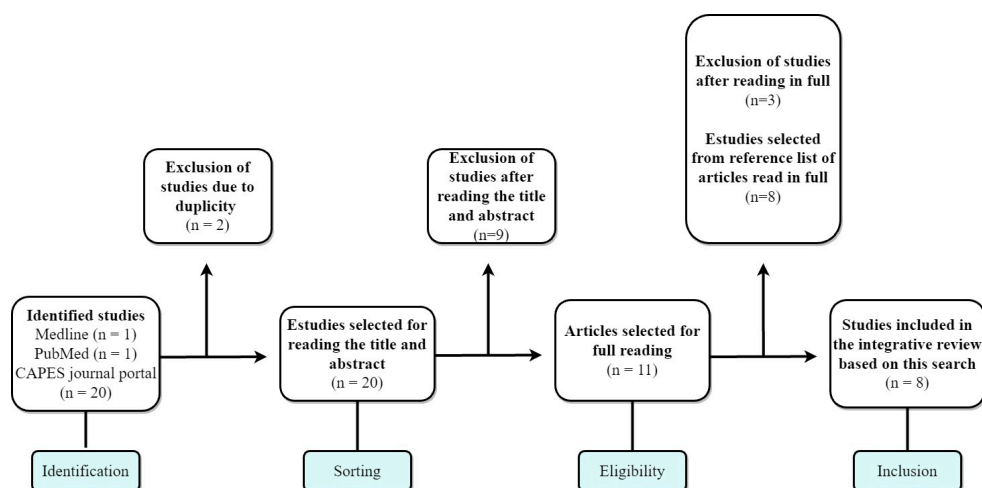 Exclusion of
studies due to
duplicity
(n = 2)
Exclusion of
studies after
reading the title
and abstract
(n=9)
Exclusion of studies
after reading in full
(n=3)
Estudies selected
from reference list of
articles read in full
(n=8)
Identified studies
Medline (n = 1)
PubMed (n = 1)
CAPES journal portal
(n = 20)
Estudies selected for
reading the title and
abstract
(n = 20)
Articles selected for
full reading
(n = 11)
Studies included in
the integrative review
based on this search
(n = 8)
Identification
Sorting
Eligibility
Inclusion